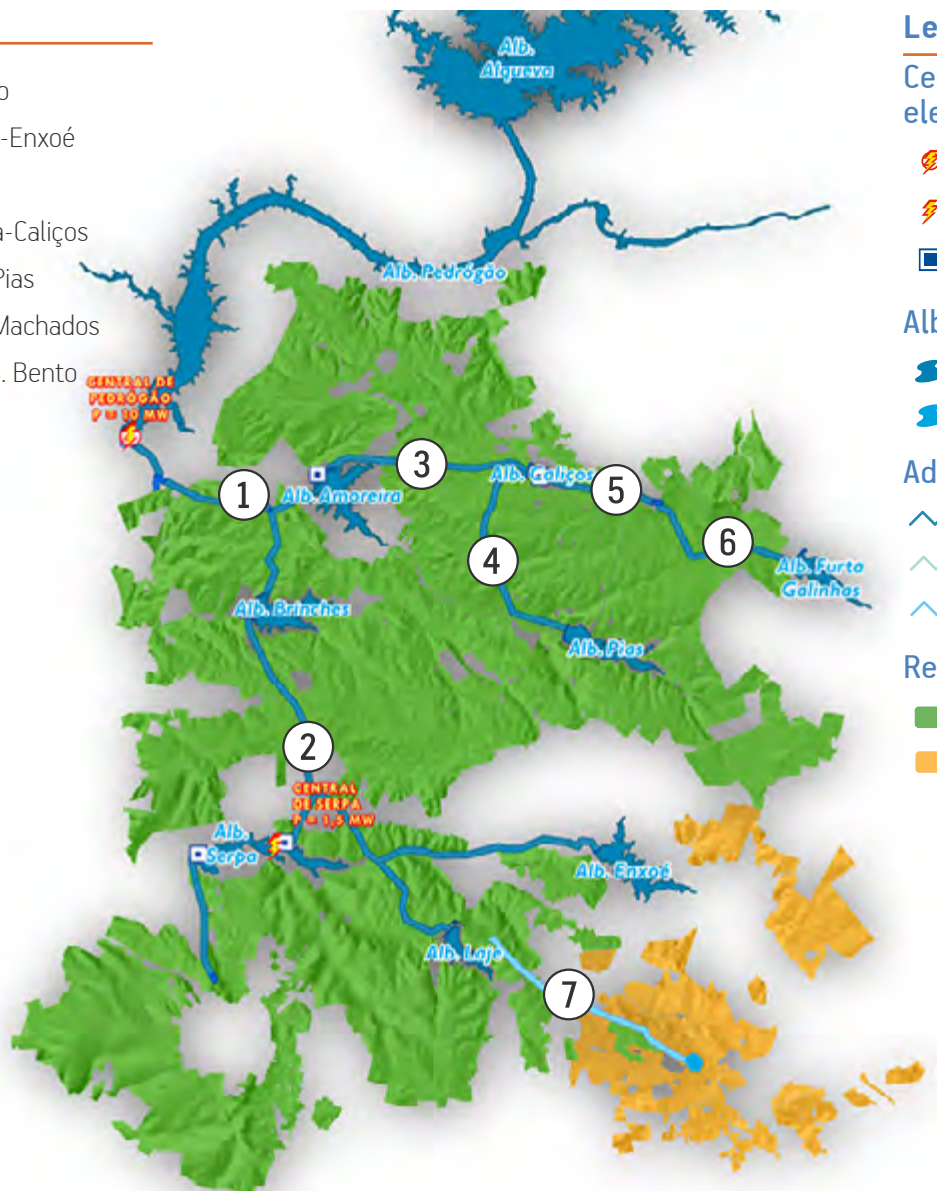 o
-Enxoé
a-Caliços
Pias
Machados
. Bento
Le
Ce
ele
Alb
Ad
Re
Alb.
Alqueva
Alb. Pedrógão
CENTRAL DE
PEDRÓGÃO
P = 10 MW
1
Alb. Amoreira
3
Alb. Caliços
5
6
4
Alb. Furta
Galinhas
Alb. Brinches
Alb. Pias
2
CENTRAL
DE SERPA
P = 1,5 MW
Alb.
Serpa
Alb. Enxoé
Alb. Laje
7